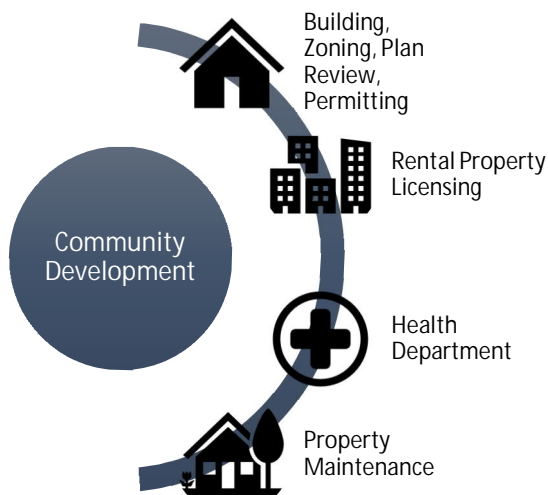 Building,
Zoning, Plan
Review,
Permitting
Rental Property
Licensing
Community
Development
Health
Department
Property
Maintenance